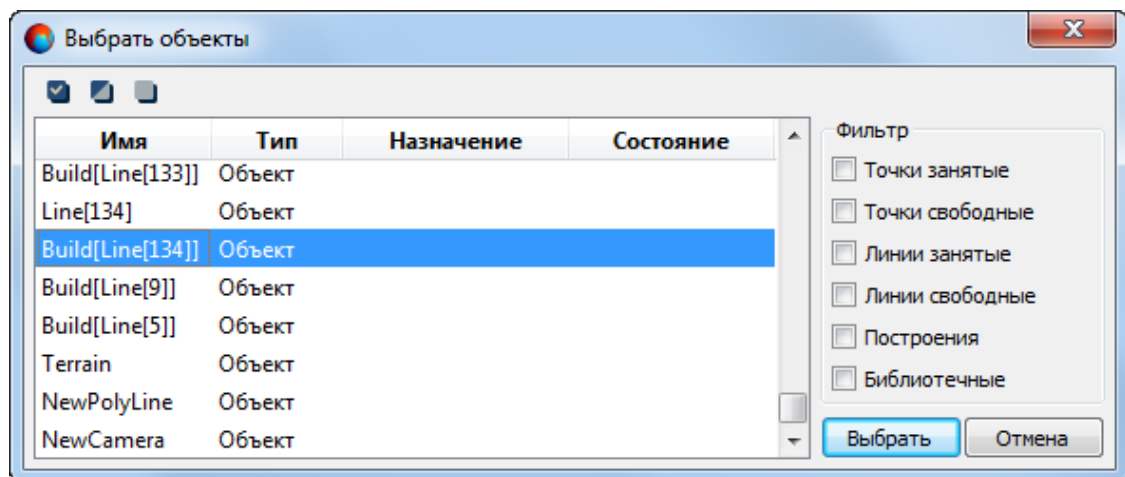 Выбрать объекты
Имя Тип Назначение Состояние
Build[Line[133]] Объект
Line[134] Объект
Build[Line[134]] Объект
Build[Line[9]] Объект
Build[Line[5]] Объект
Terrain Объект
NewPolyLine Объект
NewCamera Объект
Фильтр
Точки занятые
Точки свободные
Линии занятые
Линии свободные
Построения
Библиотечные
Выбрать Отмена